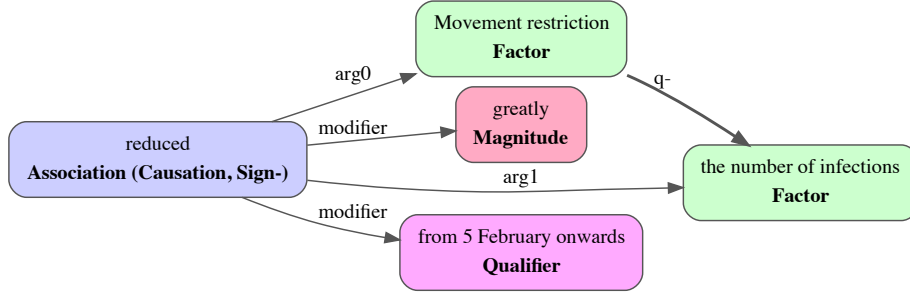 Movement restriction
Factor
arg0
q-
greatly
Magnitude
modifier
reduced
Association (Causation, Sign-)
the number of infections
Factor
arg1
modifier
from 5 February onwards
Qualifier